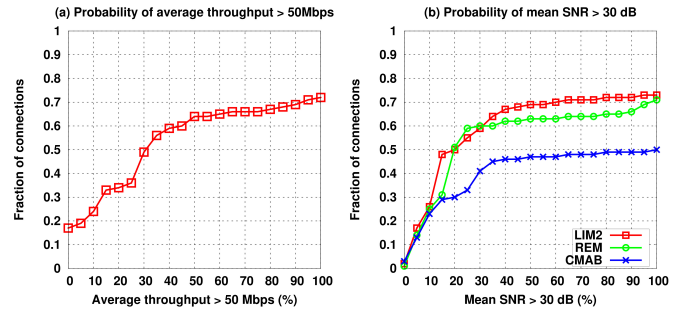 (a) Probability of average throughput > 50Mbps
1
0.9
0.8
0.7
0.6
0.5
0.4
0.3
0.2
0.1
0
0 10 20 30 40 50 60 70 80 90 100
Fraction of connections
Average throughput > 50 Mbps (%)
(b) Probability of mean SNR > 30 dB
1
0.9
0.8
0.7
0.6
0.5
0.4
0.3
0.2
0.1
0
0 10 20 30 40 50 60 70 80 90 100
Fraction of connections
Mean SNR > 30 dB (%)
LIM2
REM
CMAB